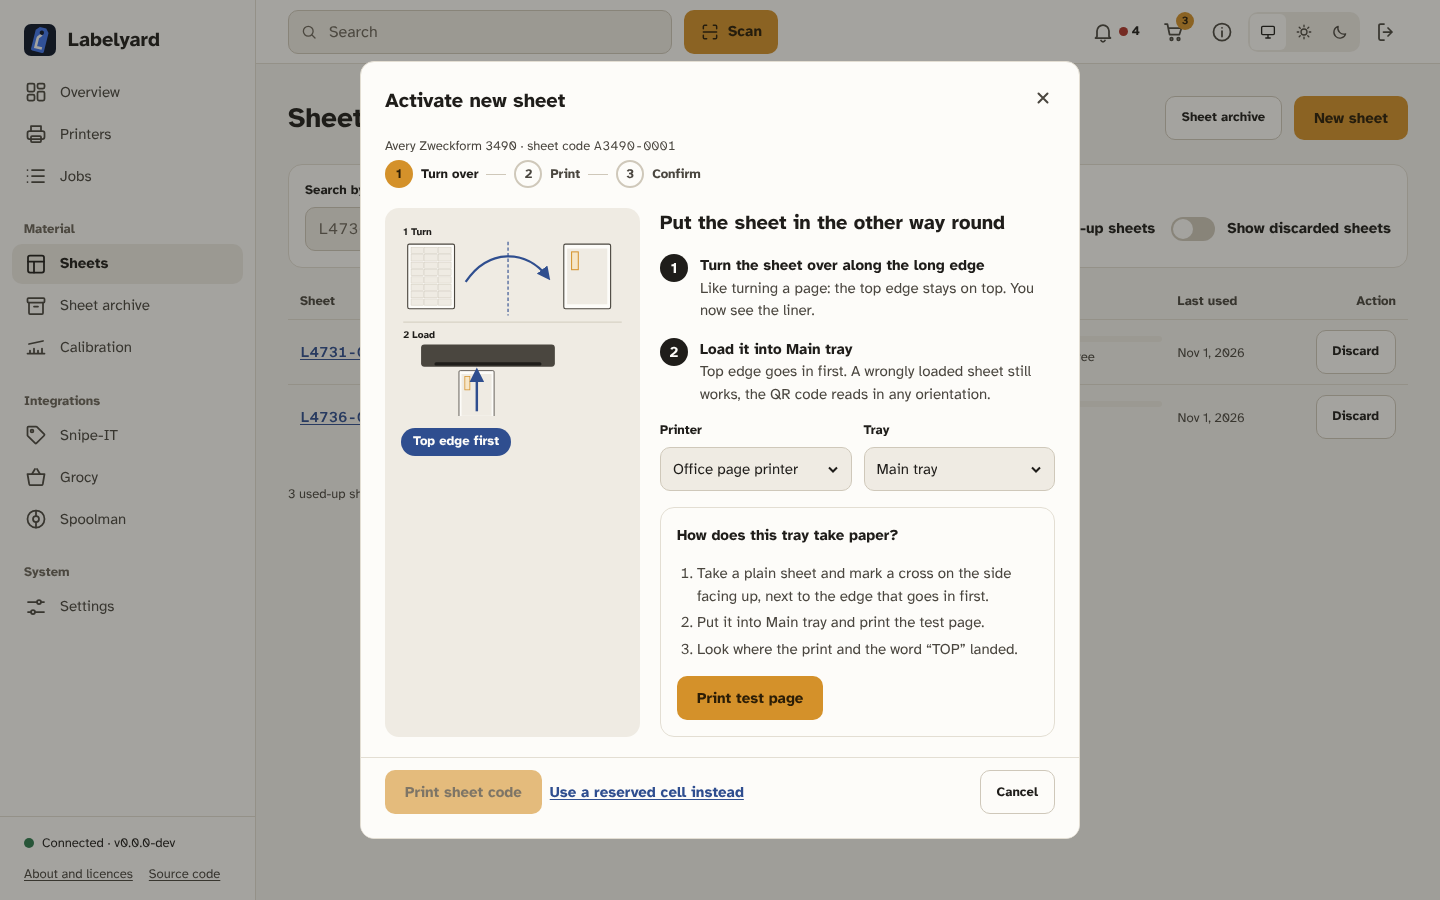 Labelyard
Search
Scan
4
3
Overview
Printers
Jobs
Material
Sheets
Sheet archive
Calibration
Integrations
Snipe-IT
Grocy
Spoolman
System
Settings
Connected · v0.0.0-dev
About and licences
Source code
Sheet archive
New sheet
L473
-up sheets
Show discarded sheets
Sheet
Last used
Action
Nov 1, 2026
Discard
Nov 1, 2026
Discard
3 used-up
Activate new sheet
Avery Zweckform 3490 · sheet code A3490-0001
1 Turn over
2 Print
3 Confirm
1 Turn
2 Load
Top edge first
Put the sheet in the other way round
1 Turn the sheet over along the long edge
Like turning a page: the top edge stays on top. You
now see the liner.
2 Load it into Main tray
Top edge goes in first. A wrongly loaded sheet still
works, the QR code reads in any orientation.
Printer
Tray
Office page printer
Main tray
How does this tray take paper?
1. Take a plain sheet and mark a cross on the side
facing up, next to the edge that goes in first.
2. Put it into Main tray and print the test page.
3. Look where the print and the word “TOP” landed.
Print test page
Print sheet code
Use a reserved cell instead
Cancel